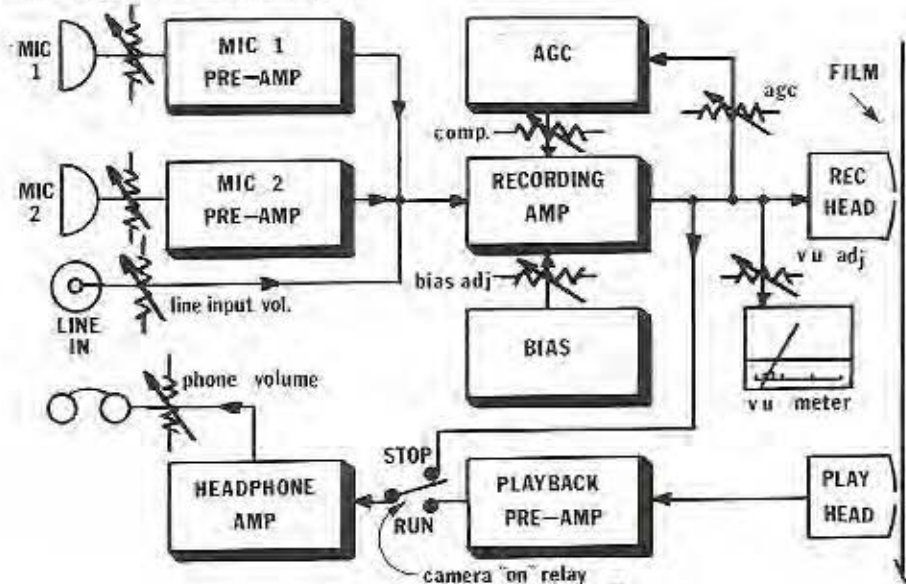 MIC
1
MIC 1
PRE-AMP
AGC
FILM
agc
comp.
MIC
2
MIC 2
PRE-AMP
RECORDING
AMP
REC
HEAD
vu adj
bias adj
line input vol.
LINE
IN
BIAS
phone volume
vu meter
STOP
HEADPHONE
AMP
RUN
PLAYBACK
PRE-AMP
PLAY
HEAD
camera "on" relay